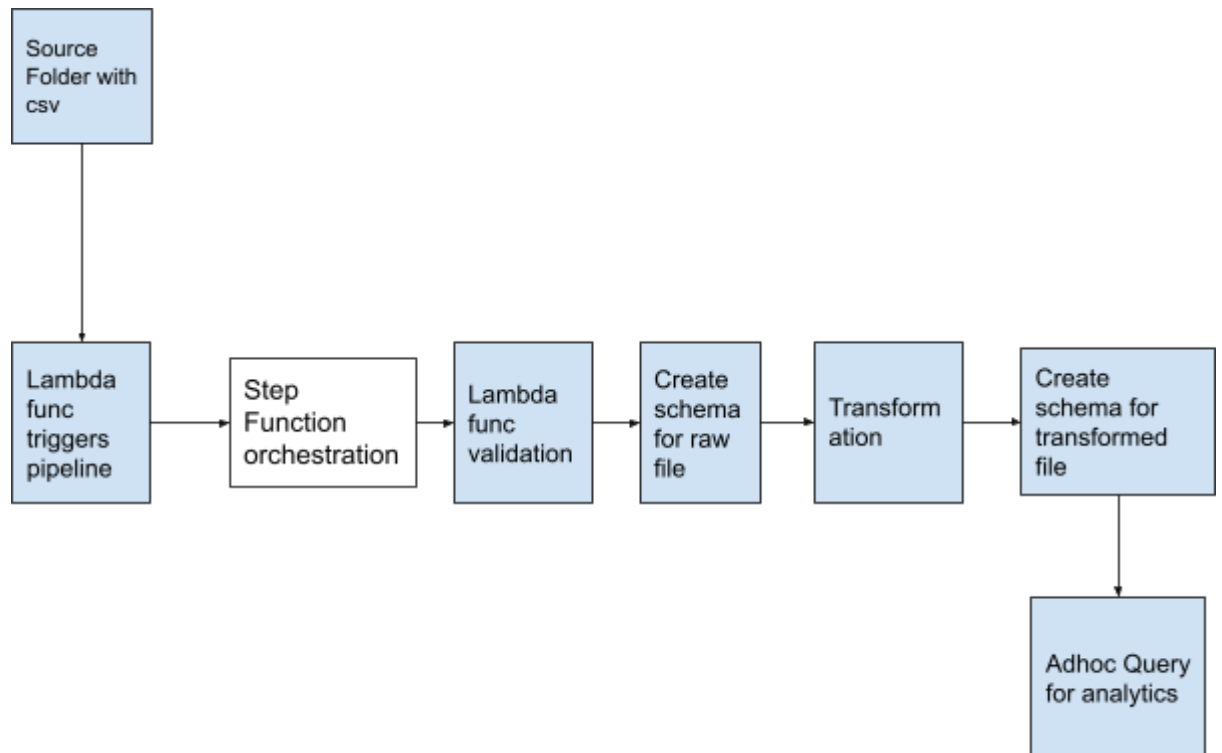 Source
Folder with
csv
Lambda
func
triggers
pipeline
Step
Function
orchestration
Lambda
func
validation
Create
schema
for raw
file
Transform
ation
Create
schema for
transformed
file
Adhoc Query
for analytics